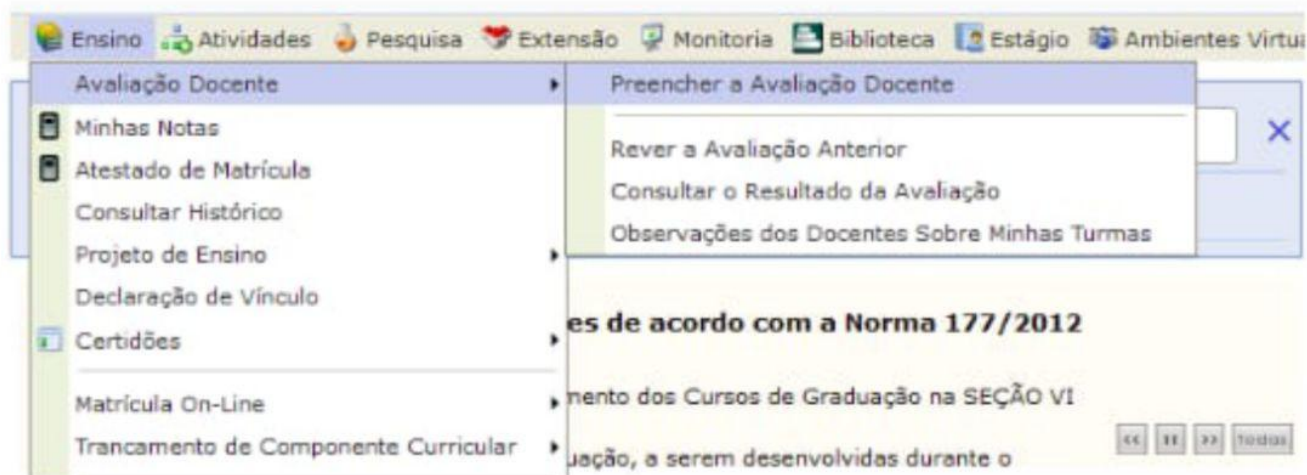 Ensino Atividades Pesquisa Extensão Monitoria Biblioteca Estágio Ambientes Virtua
Avaliação Docente
Minhas Notas
Atestado de Matrícula
Consultar Histórico
Projeto de Ensino
Declaração de Vínculo
Certidões
Matrícula On-Line
Trancamento de Componente Curricular
Preencher a Avaliação Docente
Rever a Avaliação Anterior
Consultar o Resultado da Avaliação
Observações dos Docentes Sobre Minhas Turmas
es de acordo com a Norma 177/2012
mento dos Cursos de Graduação na SEÇÃO VI
uação, a serem desenvolvidas durante o
<< II >> Todas